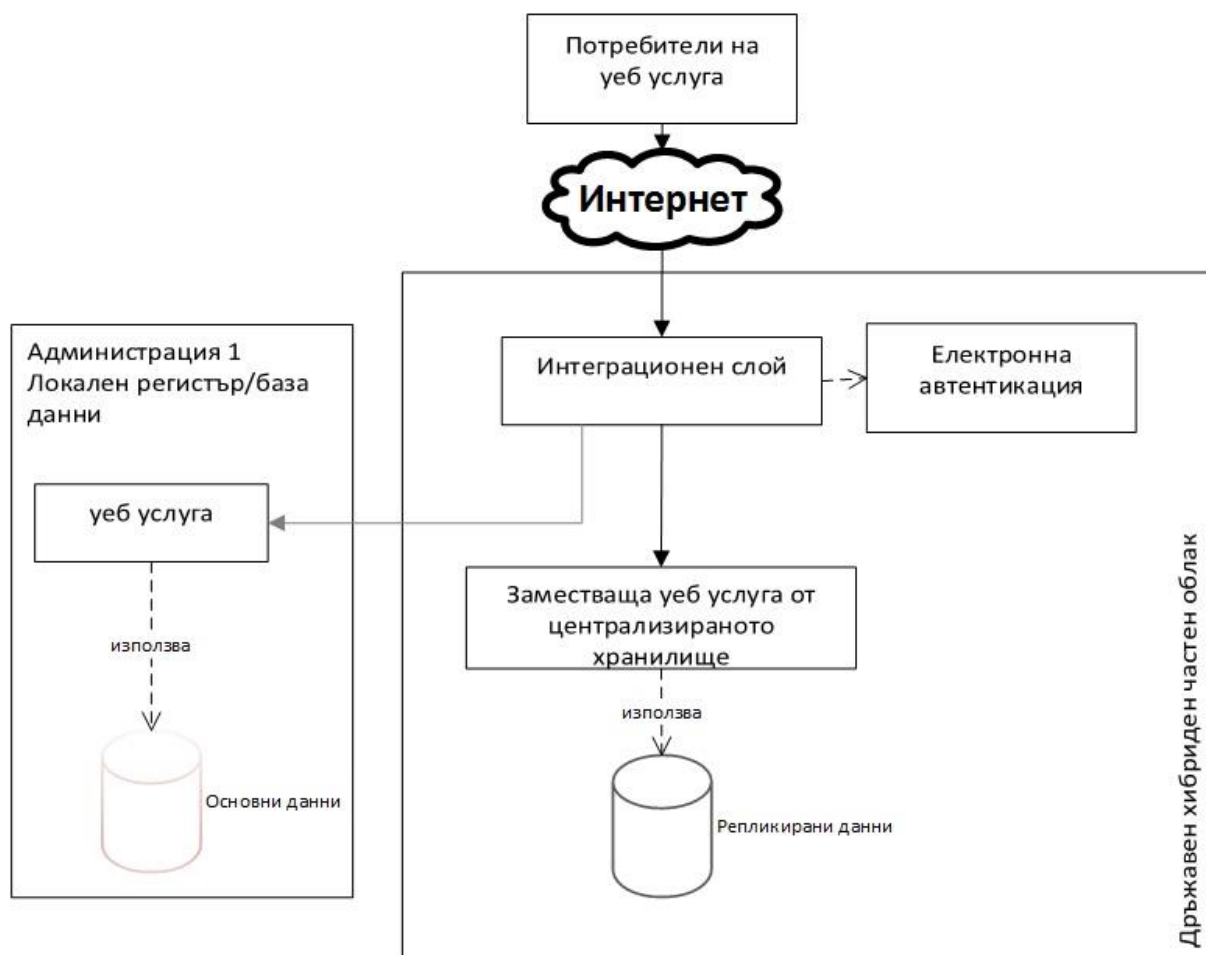 Потребители на
уеб услуга
Интернет
Администрация 1
Локален регистър/база
данни
Интеграционен слой
Електронна
автентикация
уеб услуга
Заместваща уеб услуга от
централизираното
хранилище
използва
използва
Основни данни
Репликирани данни
Дръжавен хибриден частен облак